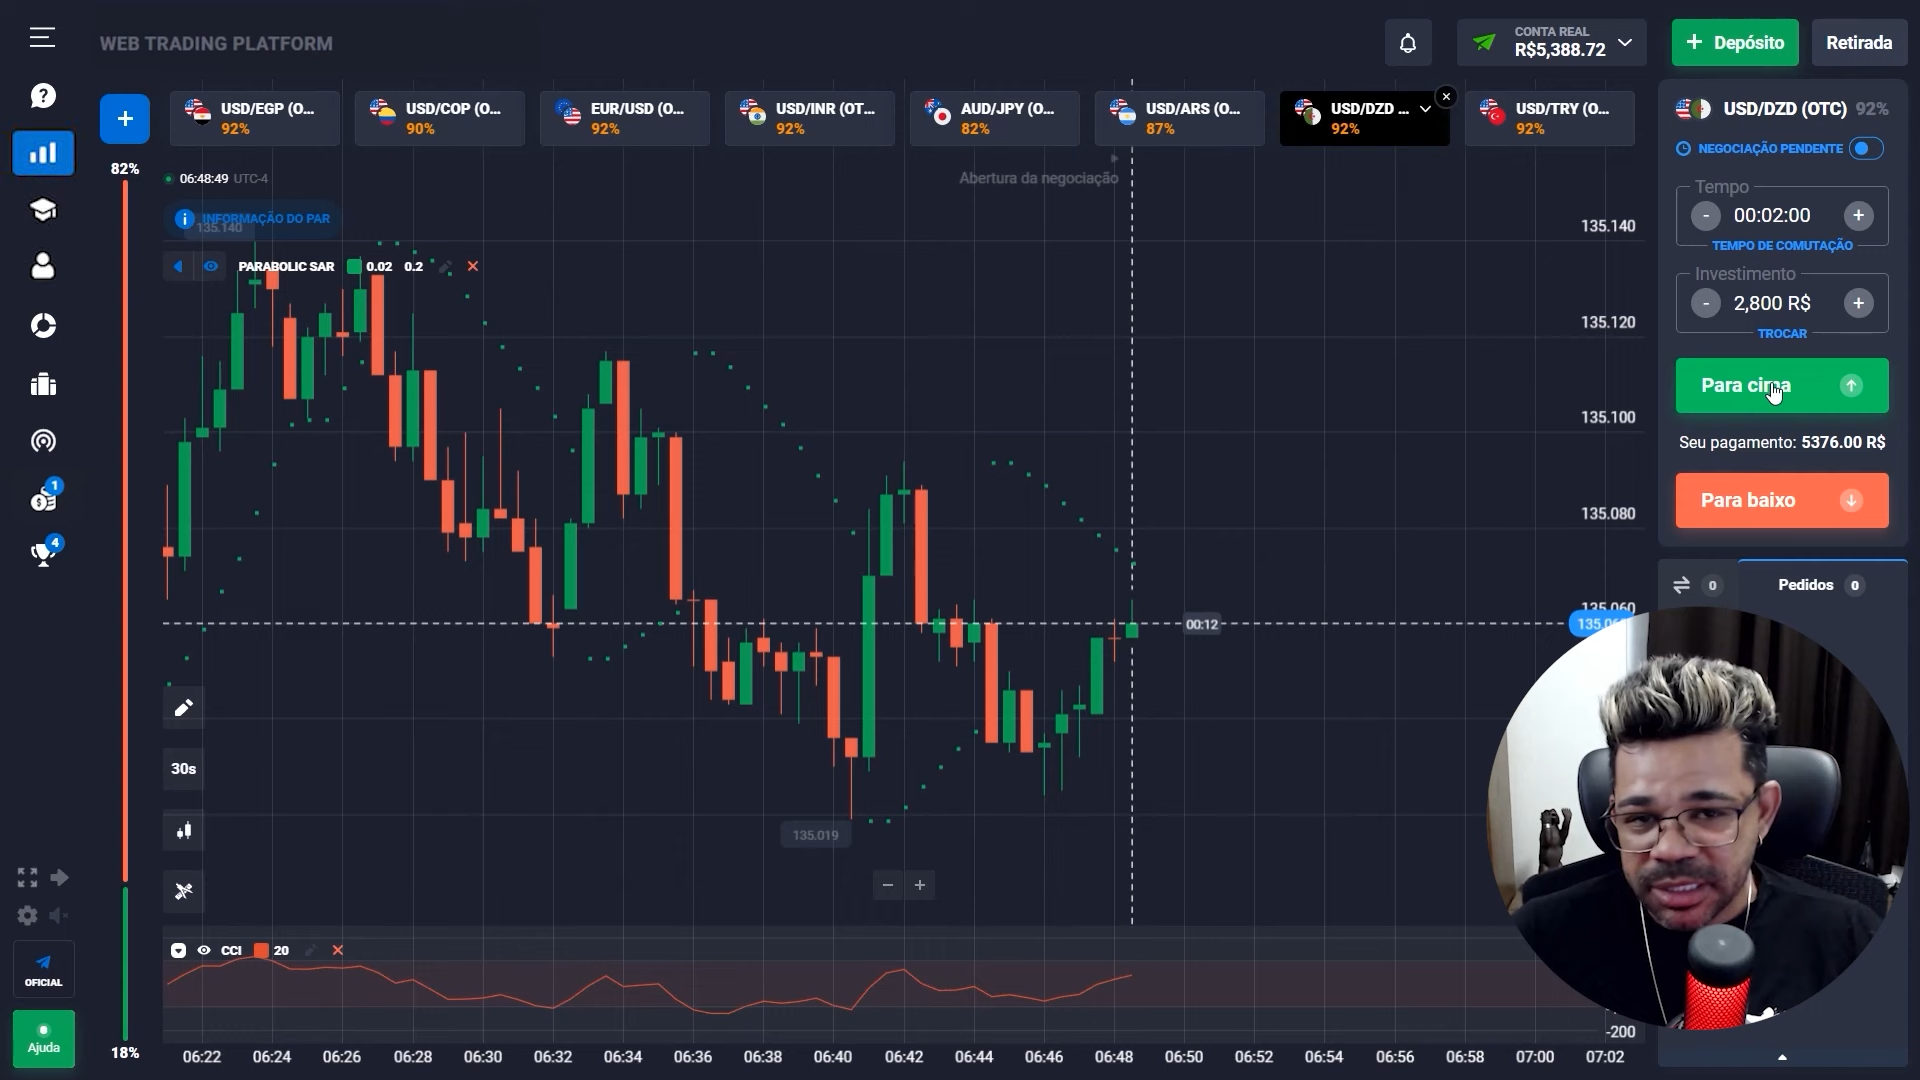 WEB TRADING PLATFORM
CONTA REAL
R$5,388.72
+ Depósito
Retirada
USD/EGP (O...
92%
USD/COP (O...
90%
EUR/USD (O...
92%
USD/INR (OT...
92%
AUD/JPY (O...
82%
USD/ARS (O...
87%
USD/DZD ...
92%
USD/TRY (O...
92%
USD/DZD (OTC) 92%
NEGOCIAÇÃO PENDENTE
Tempo
- 00:02:00 +
TEMPO DE COMUTAÇÃO
Investimento
- 2,800 R$ +
TROCAR
Para cima
Seu pagamento: 5376.00 R$
Para baixo
0
Pedidos 0
82%
06:48:49 UTC-4
Abertura da negociação
INFORMAÇÃO DO PAR
135.140
PARABOLIC SAR 0.02 0.2
135.140
135.120
135.100
135.080
135.060
00:12
135.019
30s
1
4
CCI 20
-200
OFICIAL
Ajuda
18%
06:22 06:24 06:26 06:28 06:30 06:32 06:34 06:36 06:38 06:40 06:42 06:44 06:46 06:48 06:50 06:52 06:54 06:56 06:58 07:00 07:02